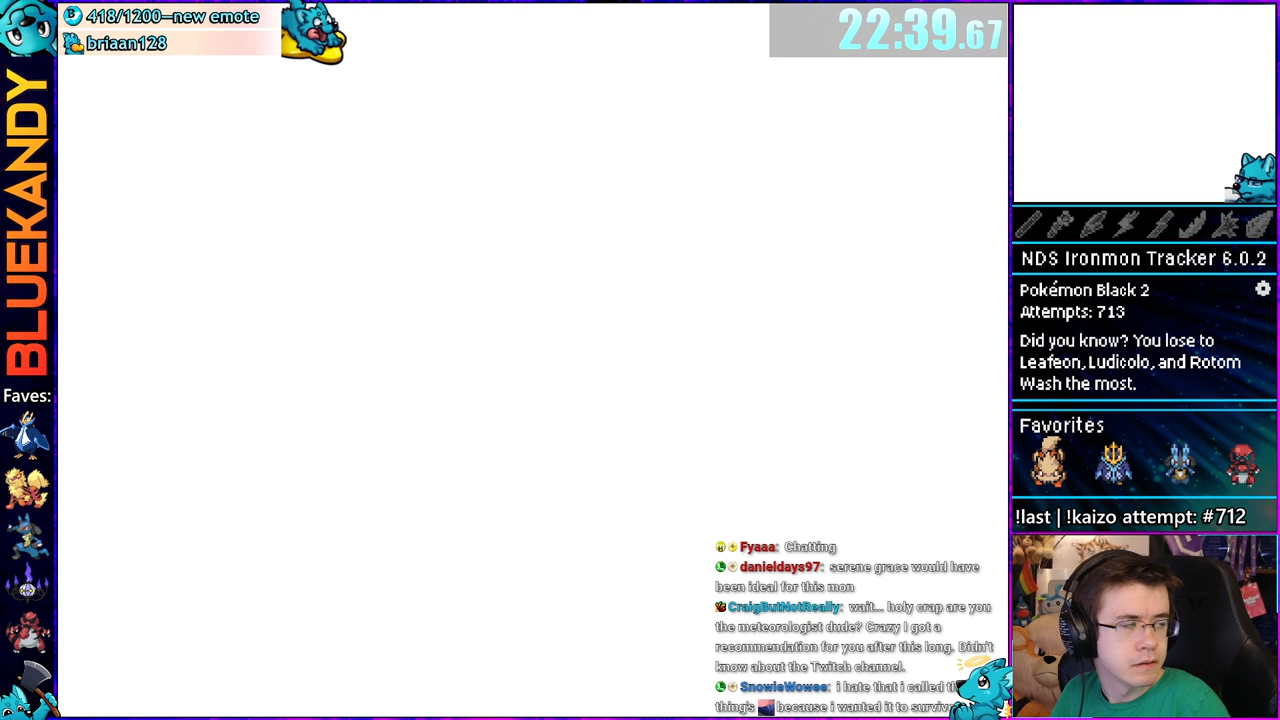 418/1200—new emote
briaan128
22:39.67
BLUEKANDY
Faves:
NDS Ironmon Tracker 6.0.2
Pokémon Black 2
Attempts: 713
Did you know? You lose to
Leafeon, Ludicolo, and Rotom
Wash the most.
Favorites
!last | !kaizo attempt: #712
Fyaaa: Chatting
danieldays97: serene grace would have
been ideal for this mon
CraigButNotReally: wait... holy crap are you
the meteorologist dude? Crazy I got a
recommendation for you after this long. Didn't
know about the Twitch channel.
SnowieWowee: i hate that i called
thing's because i wanted it to